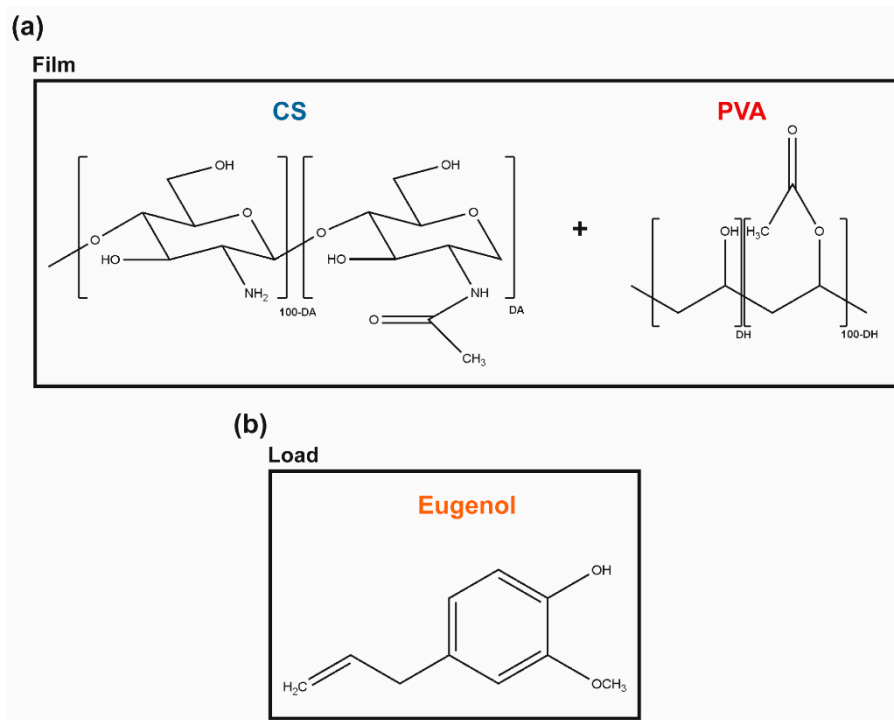 (a)
Film
CS
PVA
OH
OH
O
O
O
O
O
HO
HO
NH₂
NH
O
CH₃
100-DA
DA
+
O
H₃C
O
OH
DH
100-DH
(b)
Load
Eugenol
OH
OCH₃
H₂C